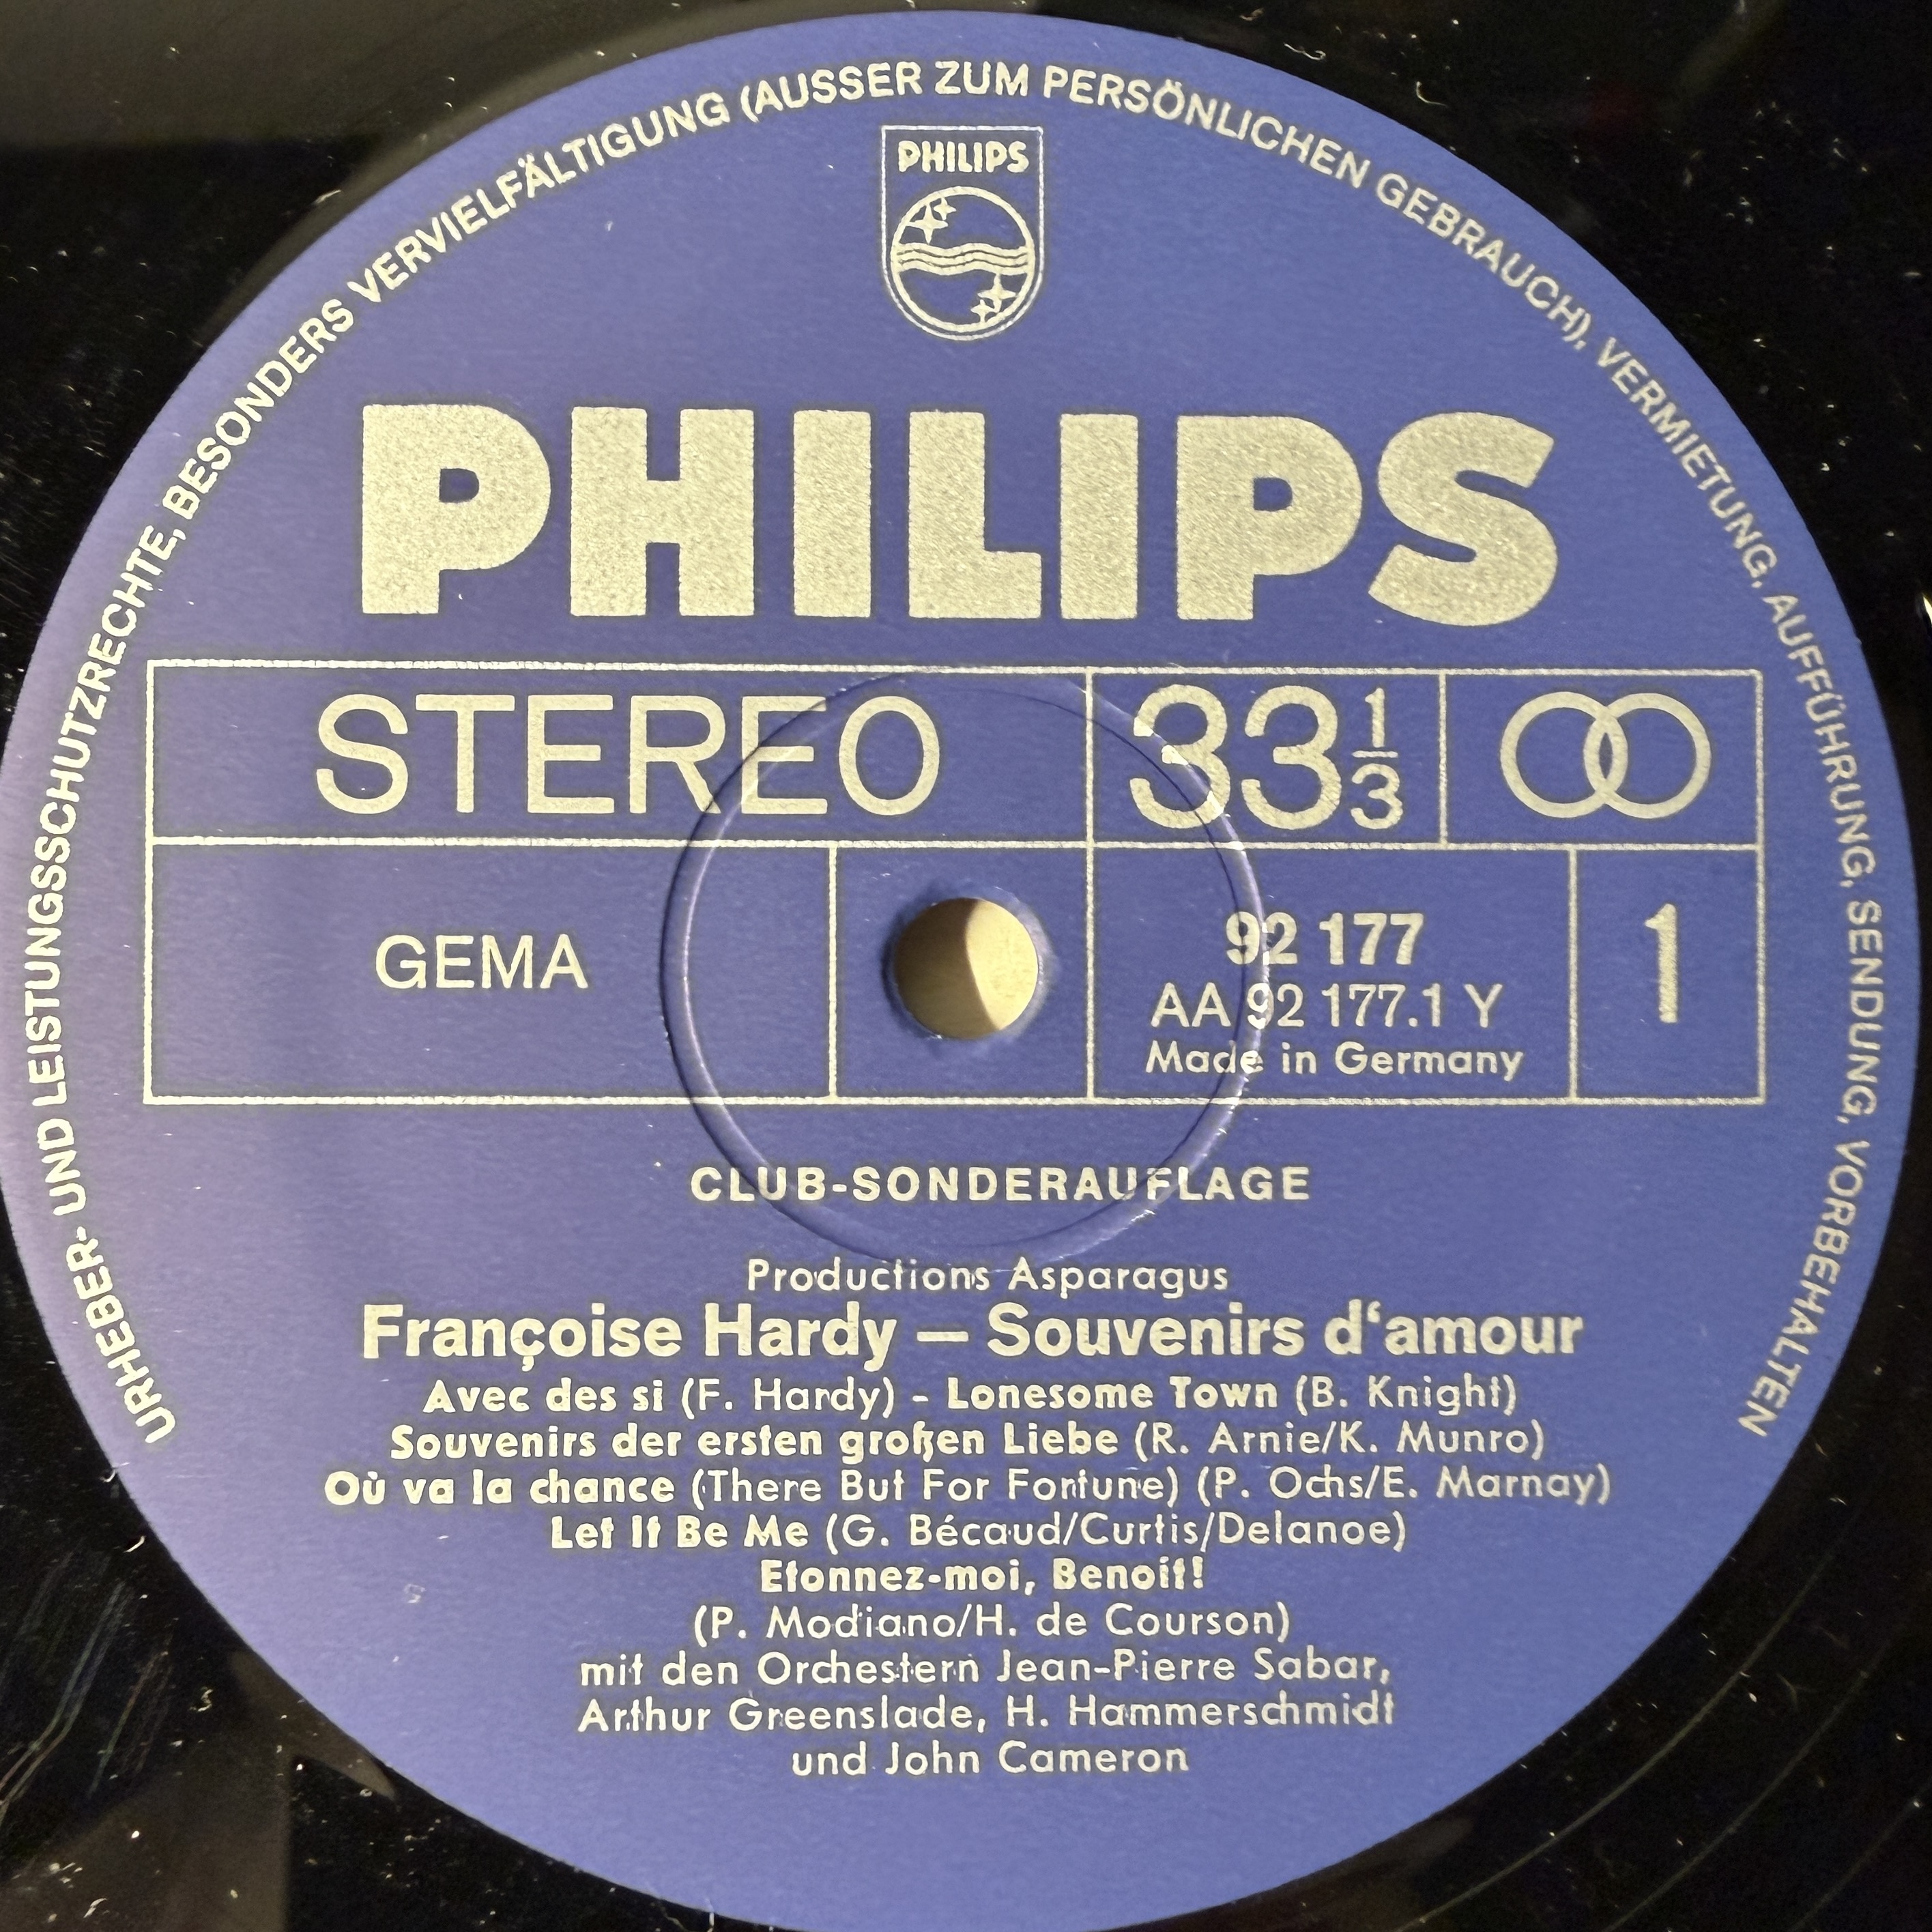 URHEBER- UND LEISTUNGSSCHUTZRECHTE, BESONDERS VERVIELFÄLTIGUNG (AUSSER ZUM PERSÖNLICHEN GEBRAUCH), VERMIETUNG, AUFFÜHRUNG, SENDUNG, VORBEHALTEN
PHILIPS
PHILIPS
STEREO 33 1/3
GEMA
92 177
AA 92 177.1 Y
Made in Germany
1
CLUB-SONDERAUFLAGE
Productions Asparagus
Françoise Hardy — Souvenirs d‘amour
Avec des si (F. Hardy) - Lonesome Town (B. Knight)
Souvenirs der ersten großen Liebe (R. Arnie/K. Munro)
Où va la chance (There But For Fortune) (P. Ochs/E. Marnay)
Let It Be Me (G. Bécaud/Curtis/Delanoe)
Etonnez-moi, Benoit!
(P. Modiano/H. de Courson)
mit den Orchestern Jean-Pierre Sabar,
Arthur Greenslade, H. Hammerschmidt
und John Cameron